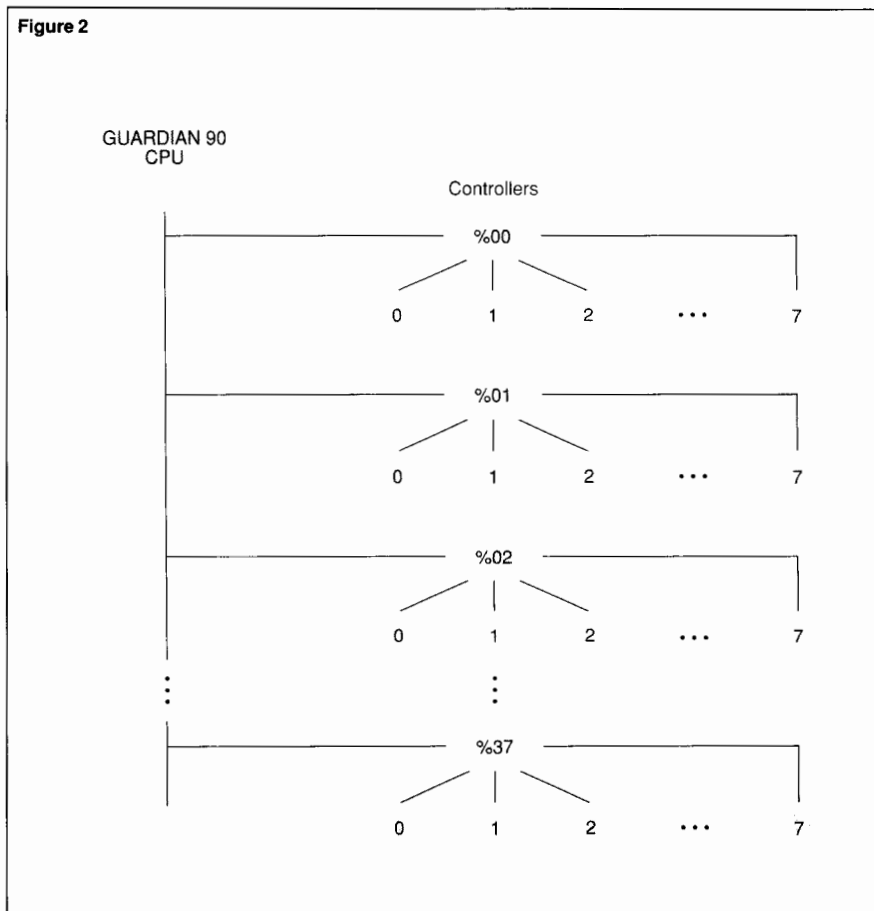 Figure 2
GUARDIAN 90
CPU
Controllers
%00
0 1 2 ••• 7
%01
0 1 2 ••• 7
%02
0 1 2 ••• 7
%37
0 1 2 ••• 7